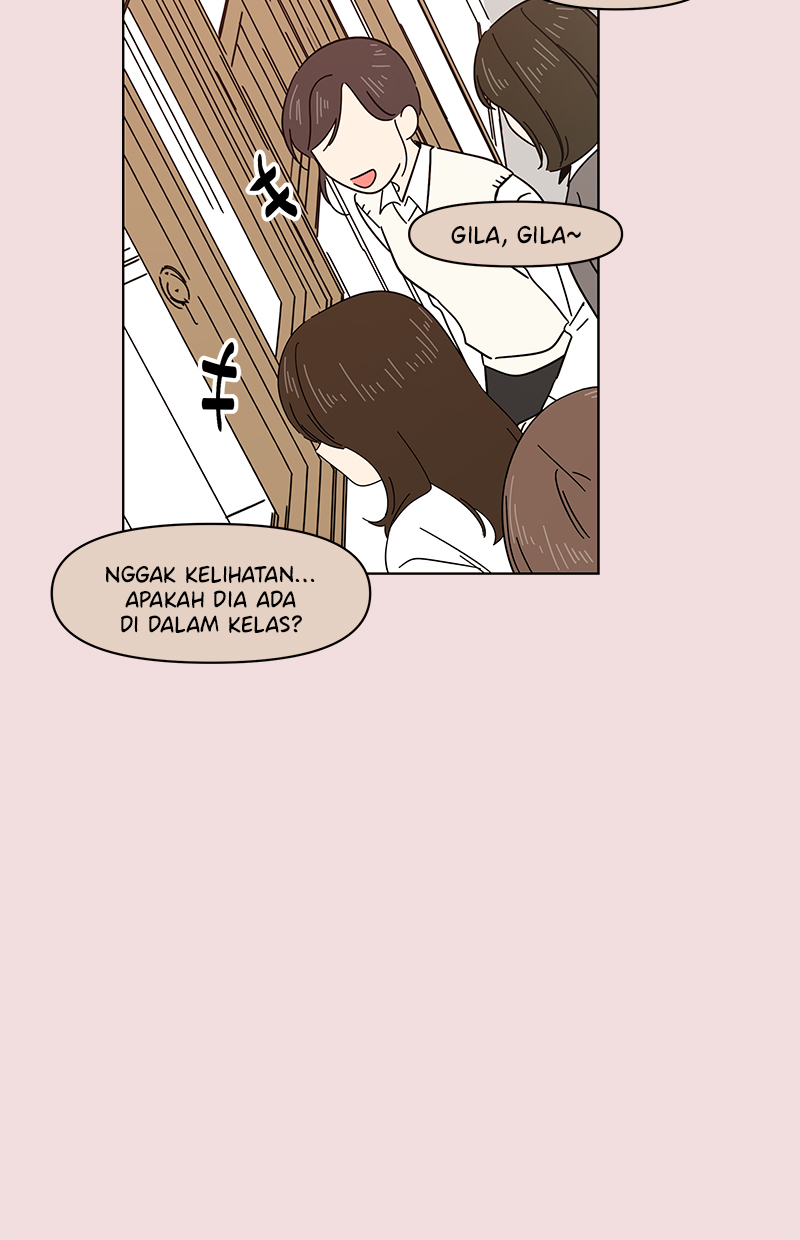 GILA, GILA~
NGGAK KELIHATAN...
APAKAH DIA ADA
DI DALAM KELAS?